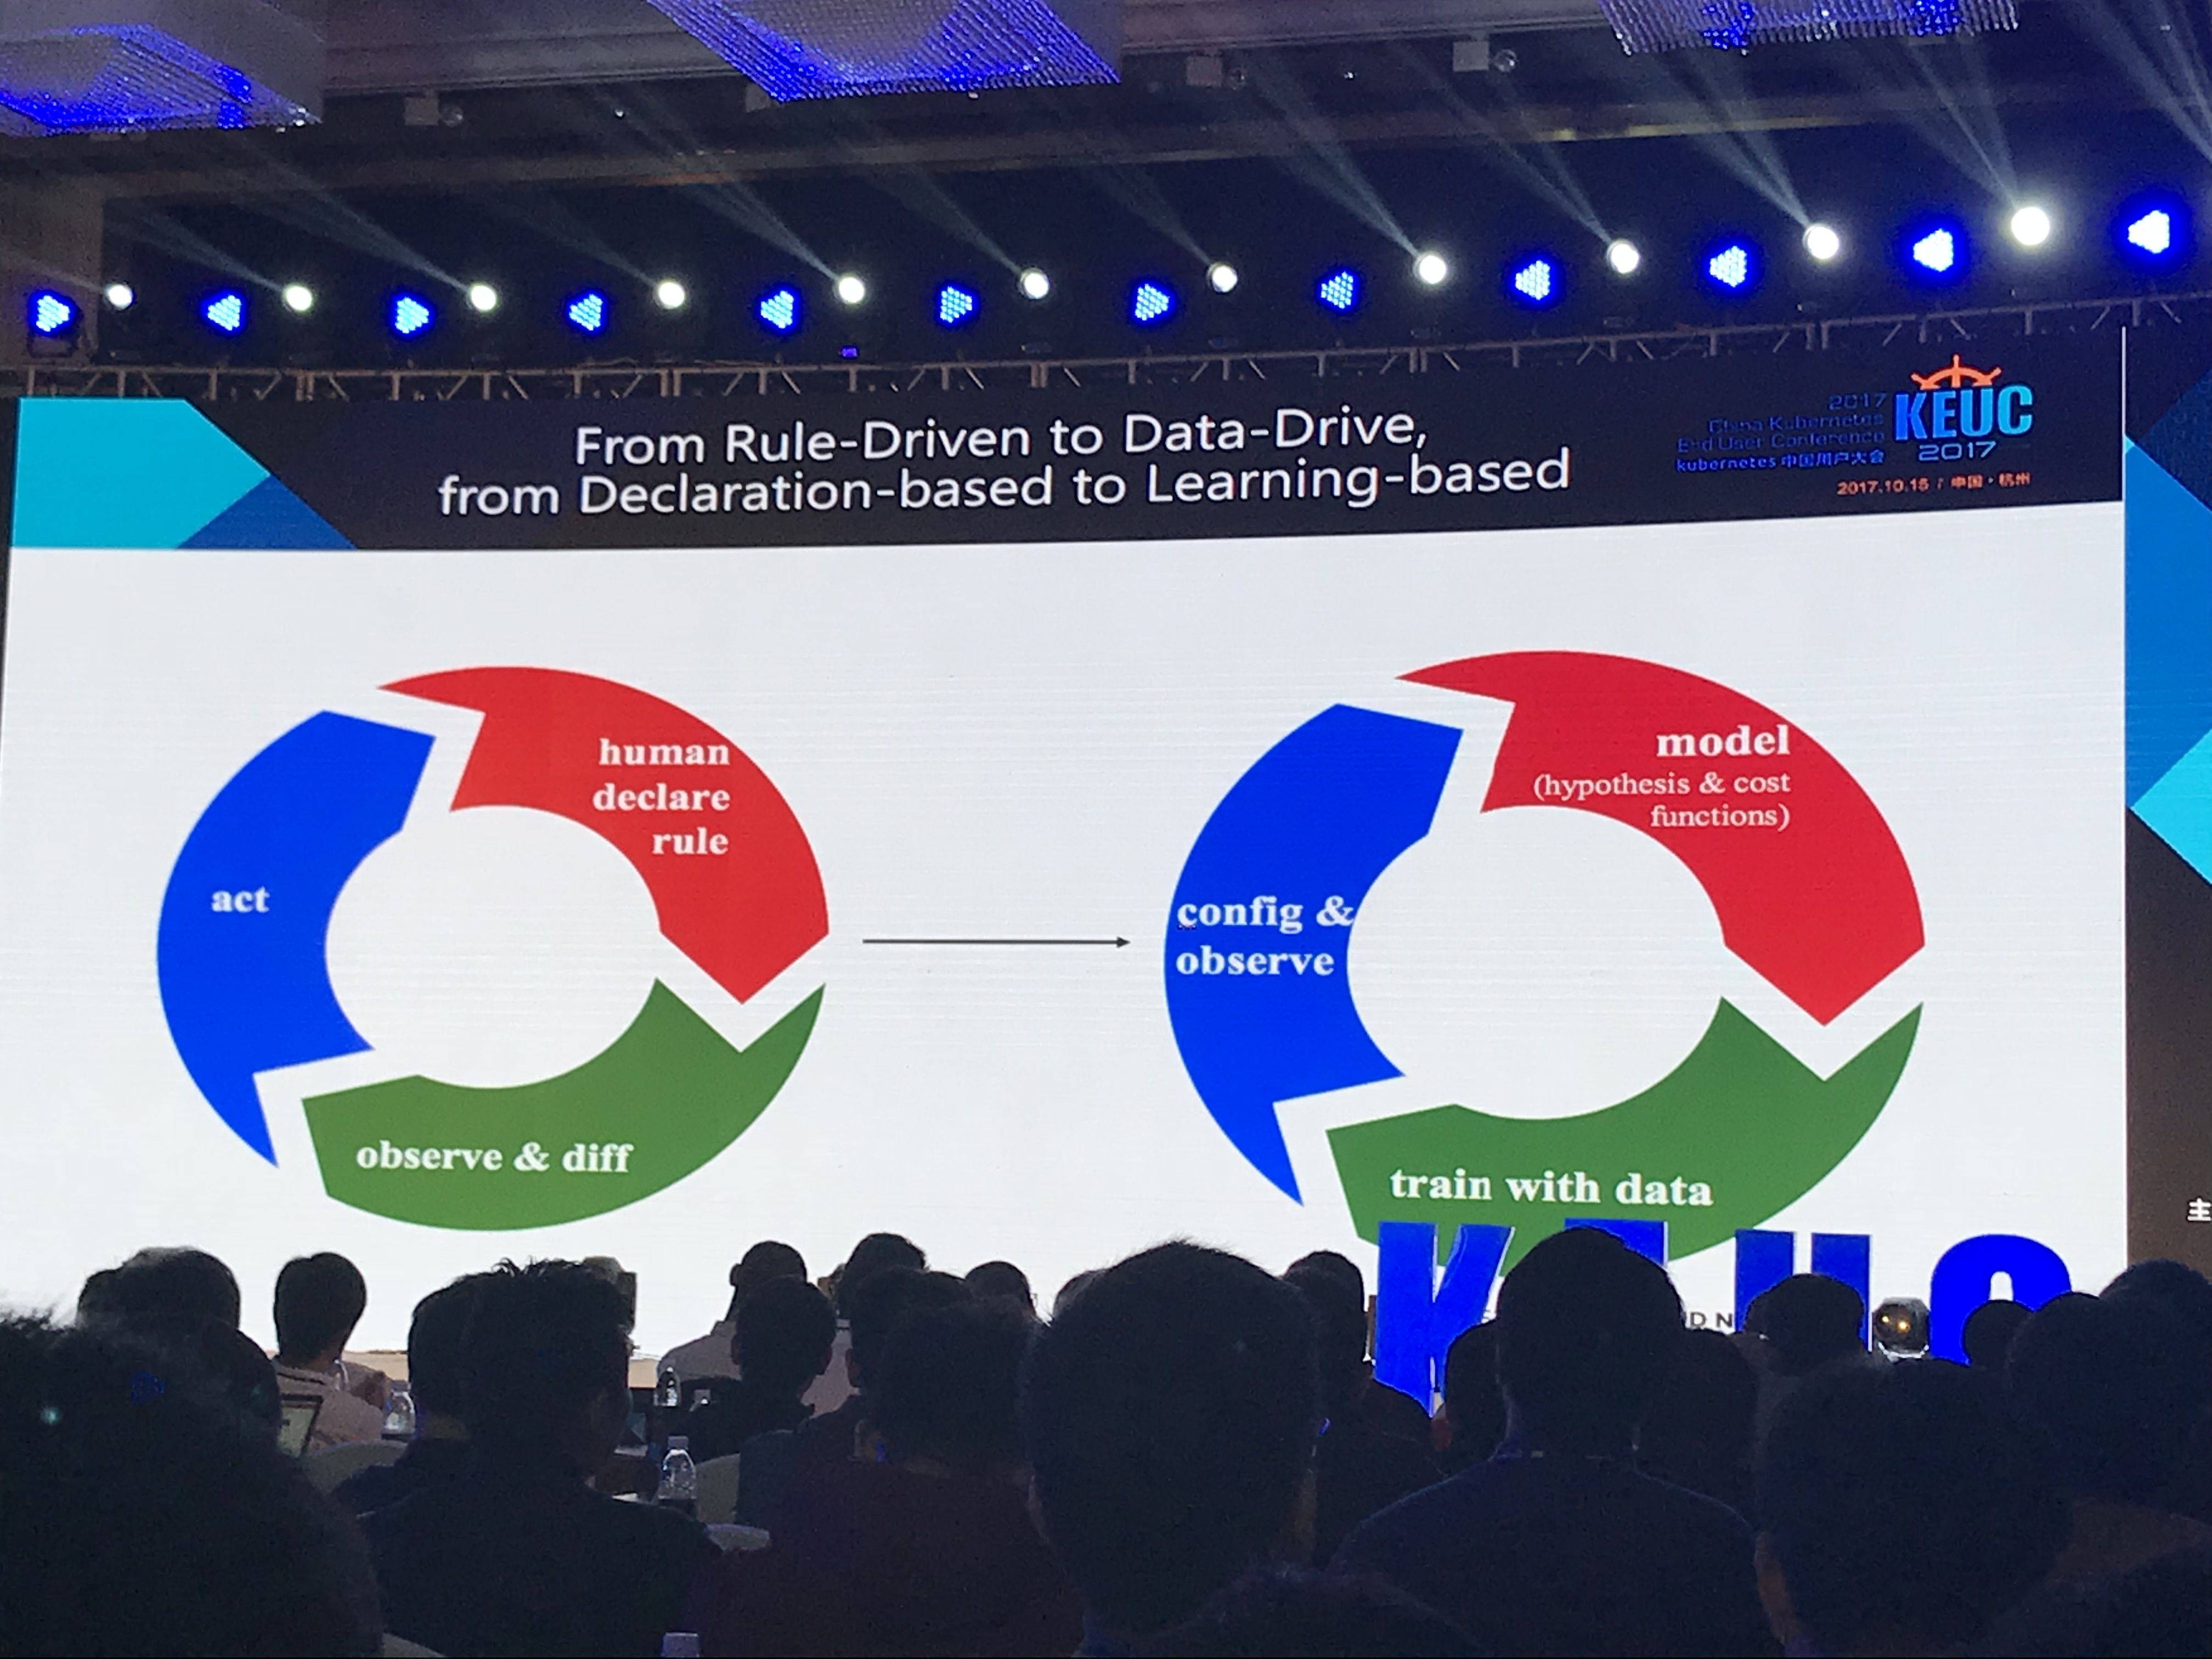 From Rule-Driven to Data-Drive,
from Declaration-based to Learning-based
2017
China Kubernetes
End User Conference
kubernetes 中国用户大会
KEUC
2017
2017.10.15 / 中国·杭州
human
declare
rule
act
observe & diff
model
(hypothesis & cost
functions)
config &
observe
train with data
主